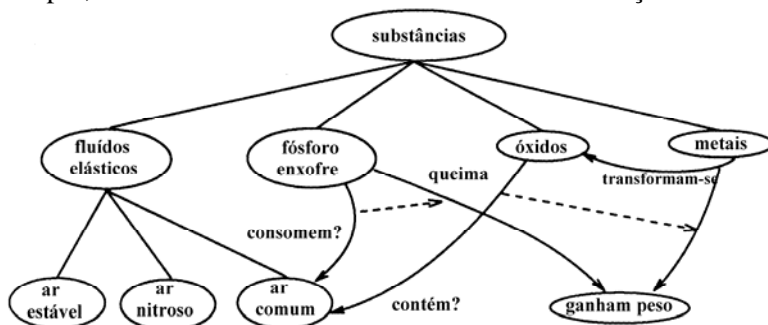 substâncias
fluídos
elásticos
fósforo
enxofre
óxidos
metais
queima
transformam-se
consomem?
ar
estável
ar
nitroso
ar
comum
contém?
ganham peso